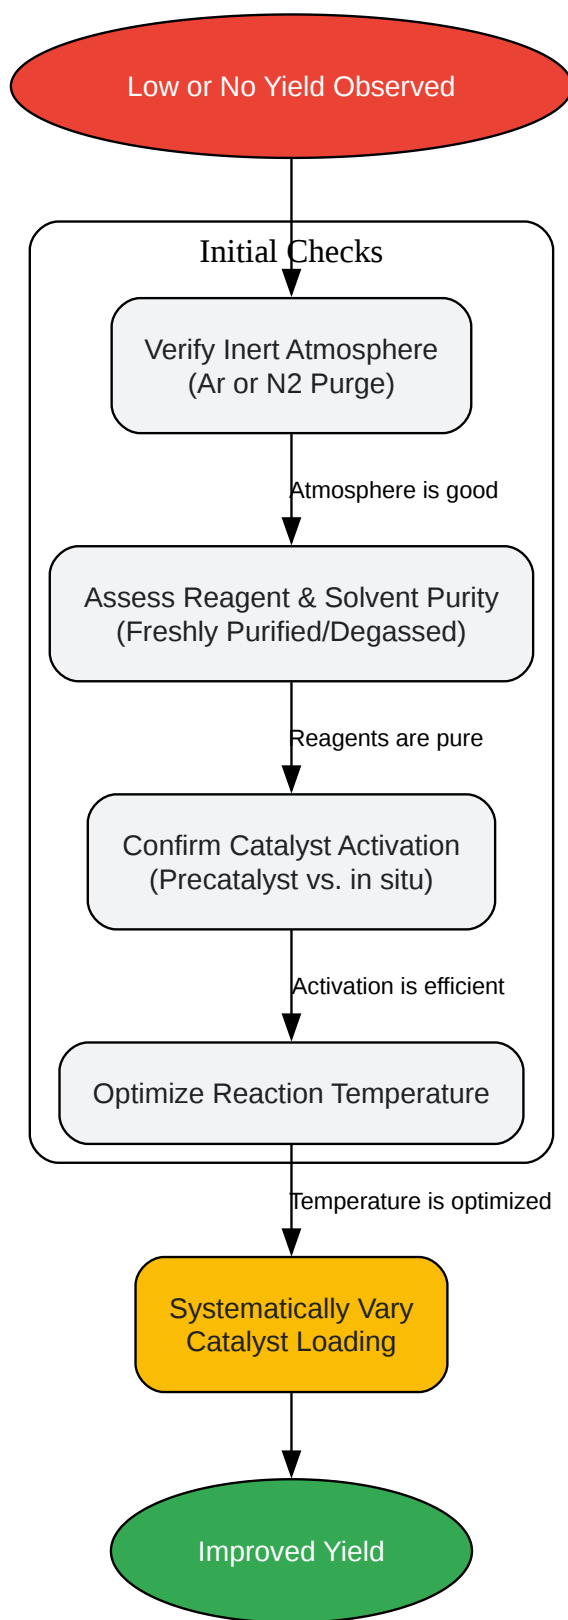 Low or No Yield Observed
Initial Checks
Verify Inert Atmosphere
(Ar or N2 Purge)
Atmosphere is good
Assess Reagent & Solvent Purity
(Freshly Purified/Degassed)
Reagents are pure
Confirm Catalyst Activation
(Precatalyst vs. in situ)
Activation is efficient
Optimize Reaction Temperature
Temperature is optimized
Systematically Vary
Catalyst Loading
Improved Yield